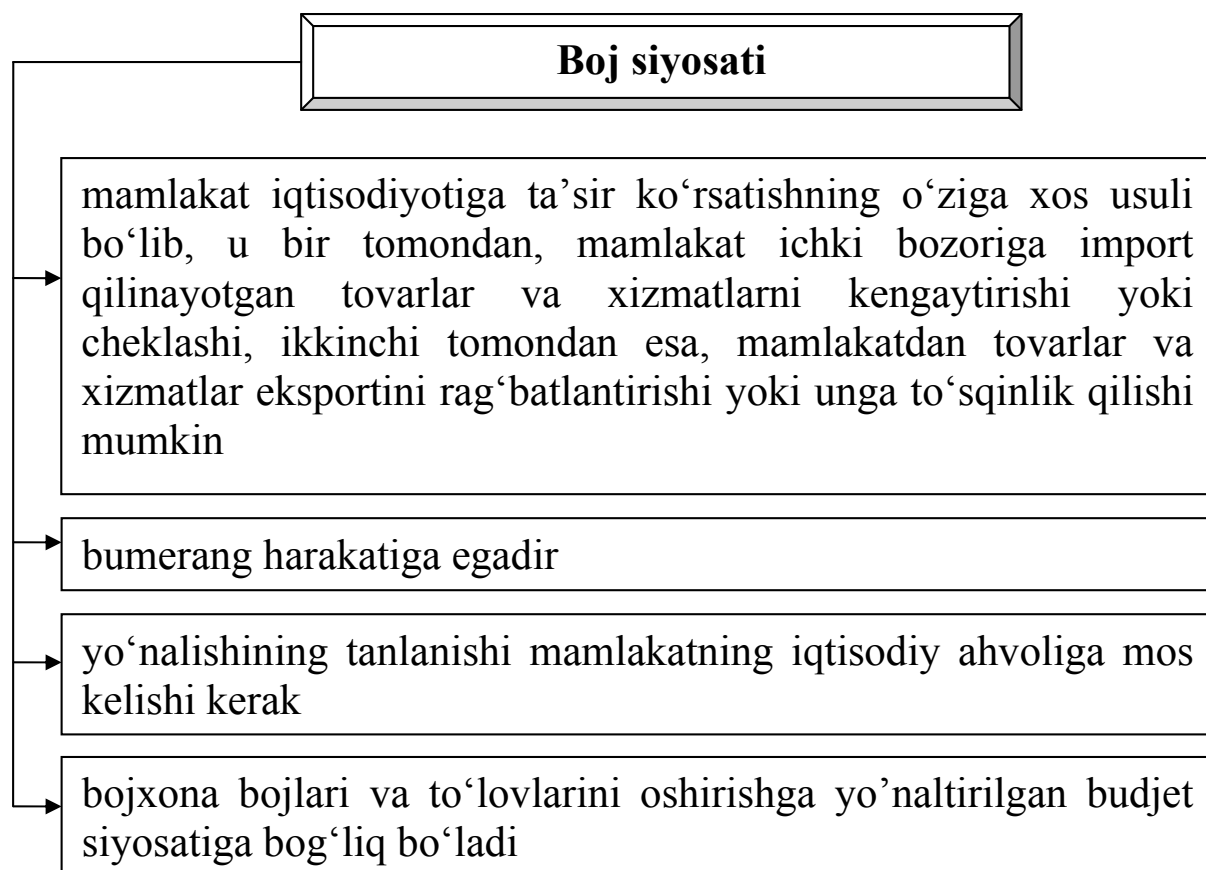 Boj siyosati
mamlakat iqtisodiyotiga ta’sir ko‘rsatishning o‘ziga xos usuli
bo‘lib, u bir tomondan, mamlakat ichki bozoriga import
qilinayotgan tovarlar va xizmatlarni kengaytirishi yoki
cheklashi, ikkinchi tomondan esa, mamlakatdan tovarlar va
xizmatlar eksportini rag‘batlantirishi yoki unga to‘sqinlik qilishi
mumkin
bumerang harakatiga egadir
yo‘nalishining tanlanishi mamlakatning iqtisodiy ahvoliga mos
kelishi kerak
bojxona bojlari va to‘lovlarini oshirishga yo’naltirilgan budjet
siyosatiga bog‘liq bo‘ladi